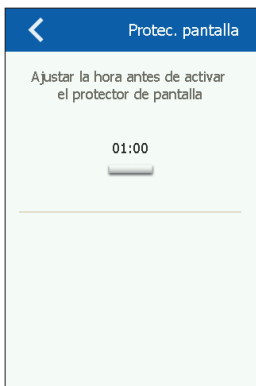 Protec. pantalla
Ajustar la hora antes de activar
el protector de pantalla
01:00